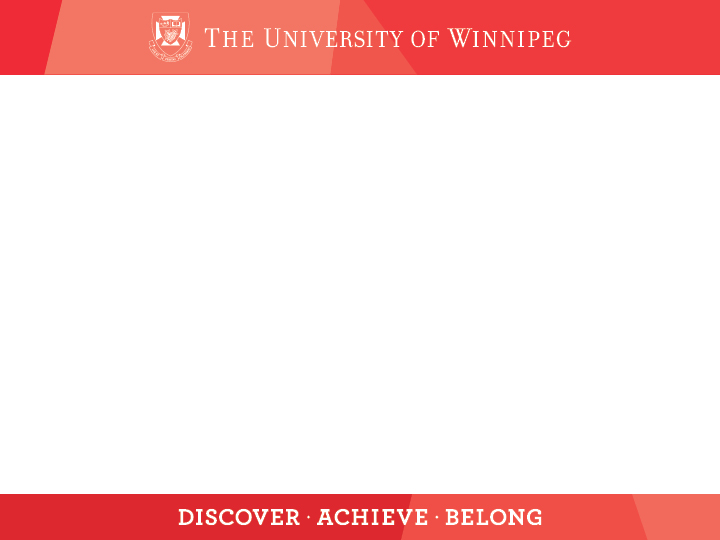 THE UNIVERSITY OF WINNIPEG
DISCOVER · ACHIEVE · BELONG